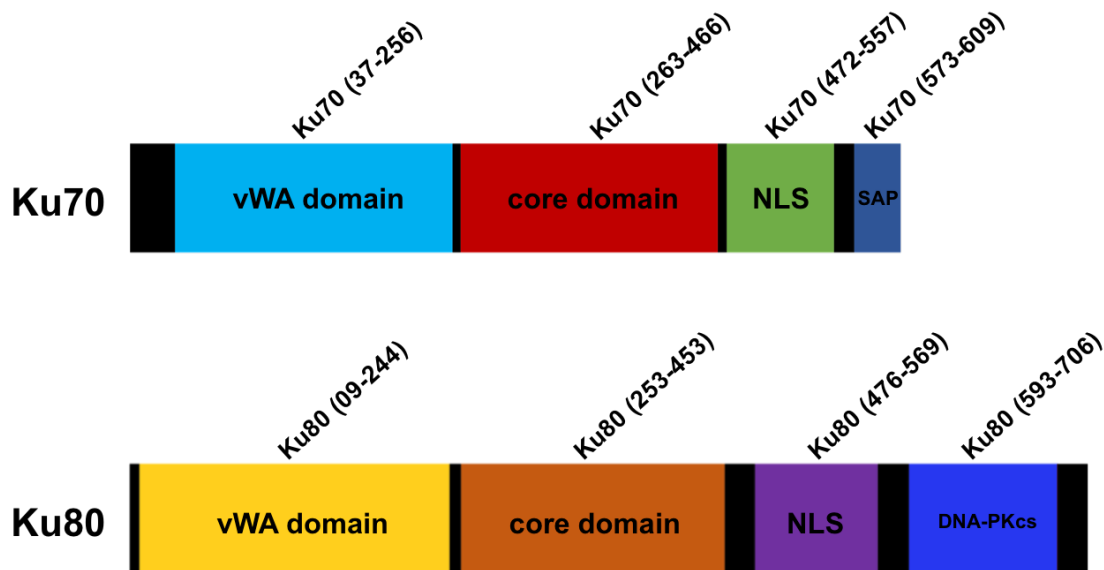 Ku70 (37-256)
Ku70 (263-466)
Ku70 (472-557)
Ku70 (573-609)
Ku70
vWA domain
core domain
NLS
SAP
Ku80 (09-244)
Ku80 (253-453)
Ku80 (476-569)
Ku80 (593-706)
Ku80
vWA domain
core domain
NLS
DNA-PKcs